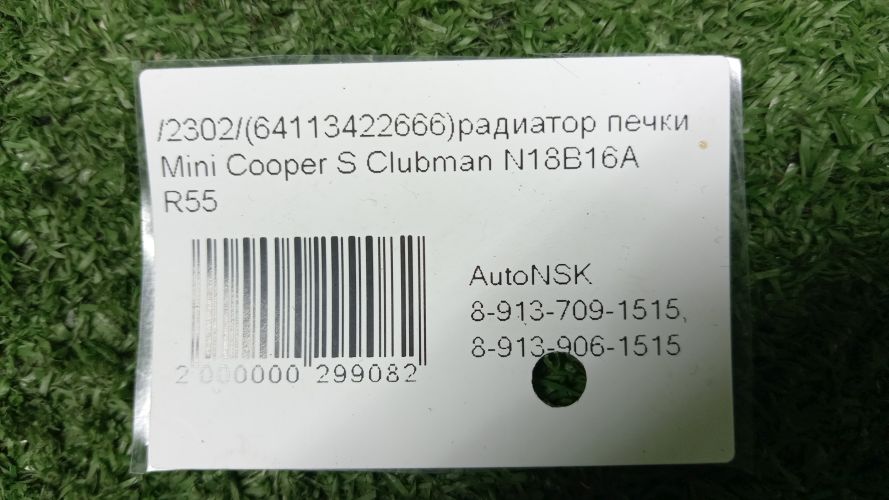 /2302/(64113422666)радиатор печки
Mini Cooper S Clubman N18B16A
R55
AutoNSK
8-913-709-1515,
8-913-906-1515
2 000000 299082